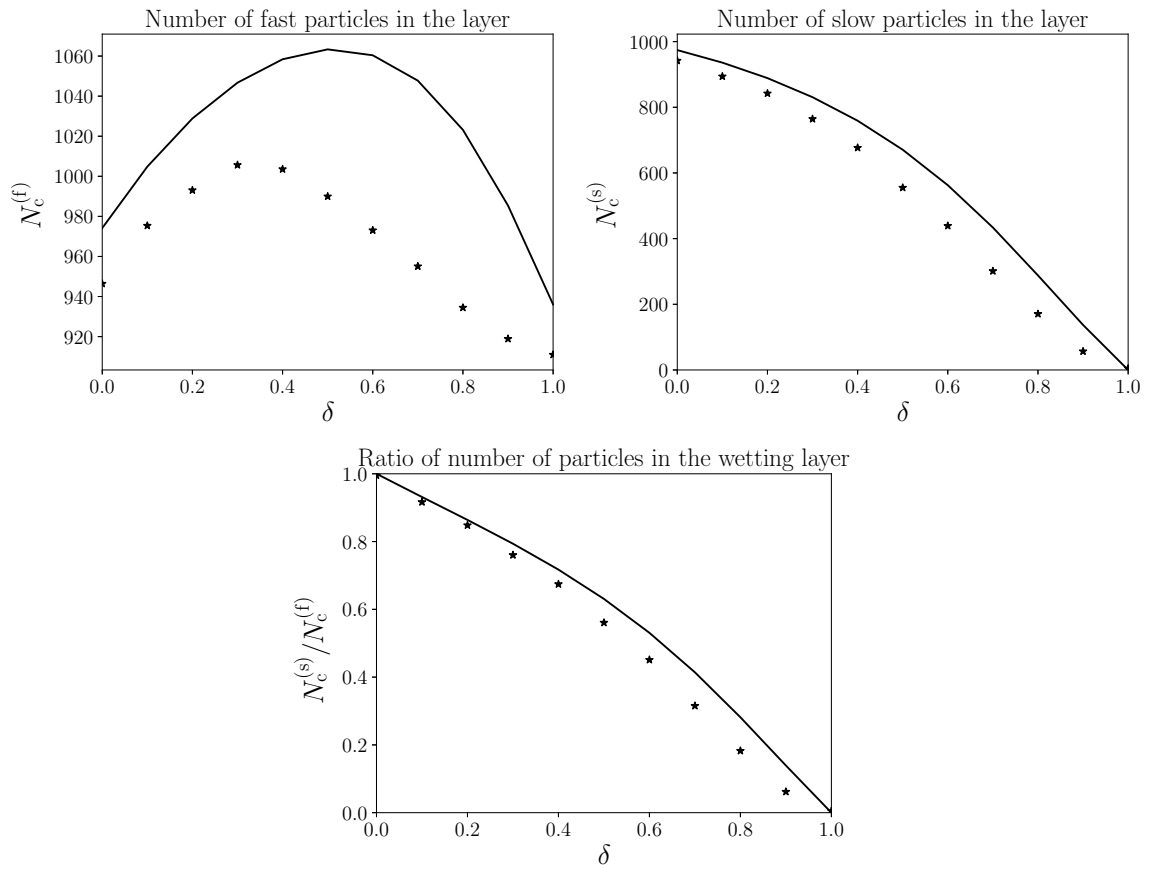 Number of fast particles in the layer
1060
1040
1020
1000
980
960
940
920
N_c^(f)
0.0 0.2 0.4 0.6 0.8 1.0
δ
Number of slow particles in the layer
1000
800
600
400
200
0
N_c^(s)
0.0 0.2 0.4 0.6 0.8 1.0
δ
Ratio of number of particles in the wetting layer
1.0
0.8
0.6
0.4
0.2
0.0
N_c^(s)/N_c^(f)
0.0 0.2 0.4 0.6 0.8 1.0
δ